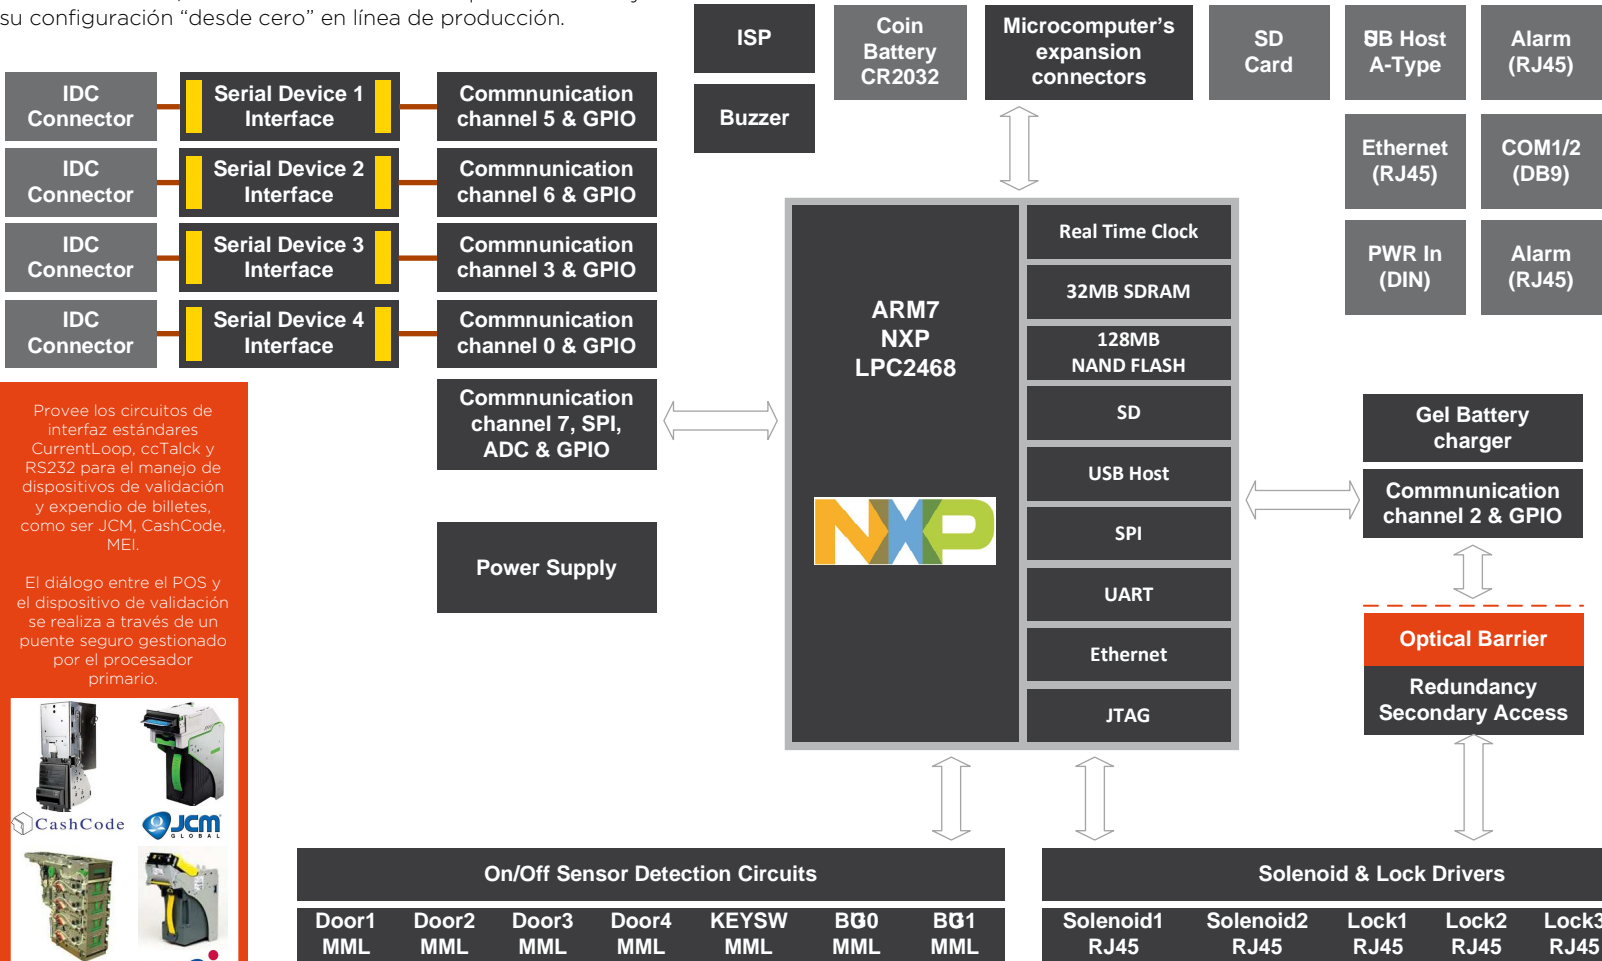 su configuración “desde cero” en línea de producción.
IDC
Connector
Serial Device 1
Interface
Commnunication
channel 5 & GPIO
IDC
Connector
Serial Device 2
Interface
Commnunication
channel 6 & GPIO
IDC
Connector
Serial Device 3
Interface
Commnunication
channel 3 & GPIO
IDC
Connector
Serial Device 4
Interface
Commnunication
channel 0 & GPIO
Commnunication
channel 7, SPI,
ADC & GPIO
Power Supply
ISP
Buzzer
Coin
Battery
CR2032
Microcomputer’s
expansion
connectors
SD
Card
USB Host
A-Type
Alarm
(RJ45)
Ethernet
(RJ45)
COM1/2
(DB9)
PWR In
(DIN)
Alarm
(RJ45)
ARM7
NXP
LPC2468
NXP
Real Time Clock
32MB SDRAM
128MB
NAND FLASH
SD
USB Host
SPI
UART
Ethernet
JTAG
Gel Battery
charger
Commnunication
channel 2 & GPIO
Optical Barrier
Redundancy
Secondary Access
Provee los circuitos de
interfaz estándares
CurrentLoop, ccTalck y
RS232 para el manejo de
dispositivos de validación
y expendio de billetes,
como ser JCM, CashCode,
MEI.
El diálogo entre el POS y
el dispositivo de validación
se realiza a través de un
puente seguro gestionado
por el procesador
primario.
CashCode
JCM
GLOBAL
On/Off Sensor Detection Circuits
Door1
MML
Door2
MML
Door3
MML
Door4
MML
KEYSW
MML
MML
MML
Solenoid & Lock Drivers
Solenoid1
RJ45
Solenoid2
RJ45
Lock1
RJ45
Lock2
RJ45
Lock3
RJ45